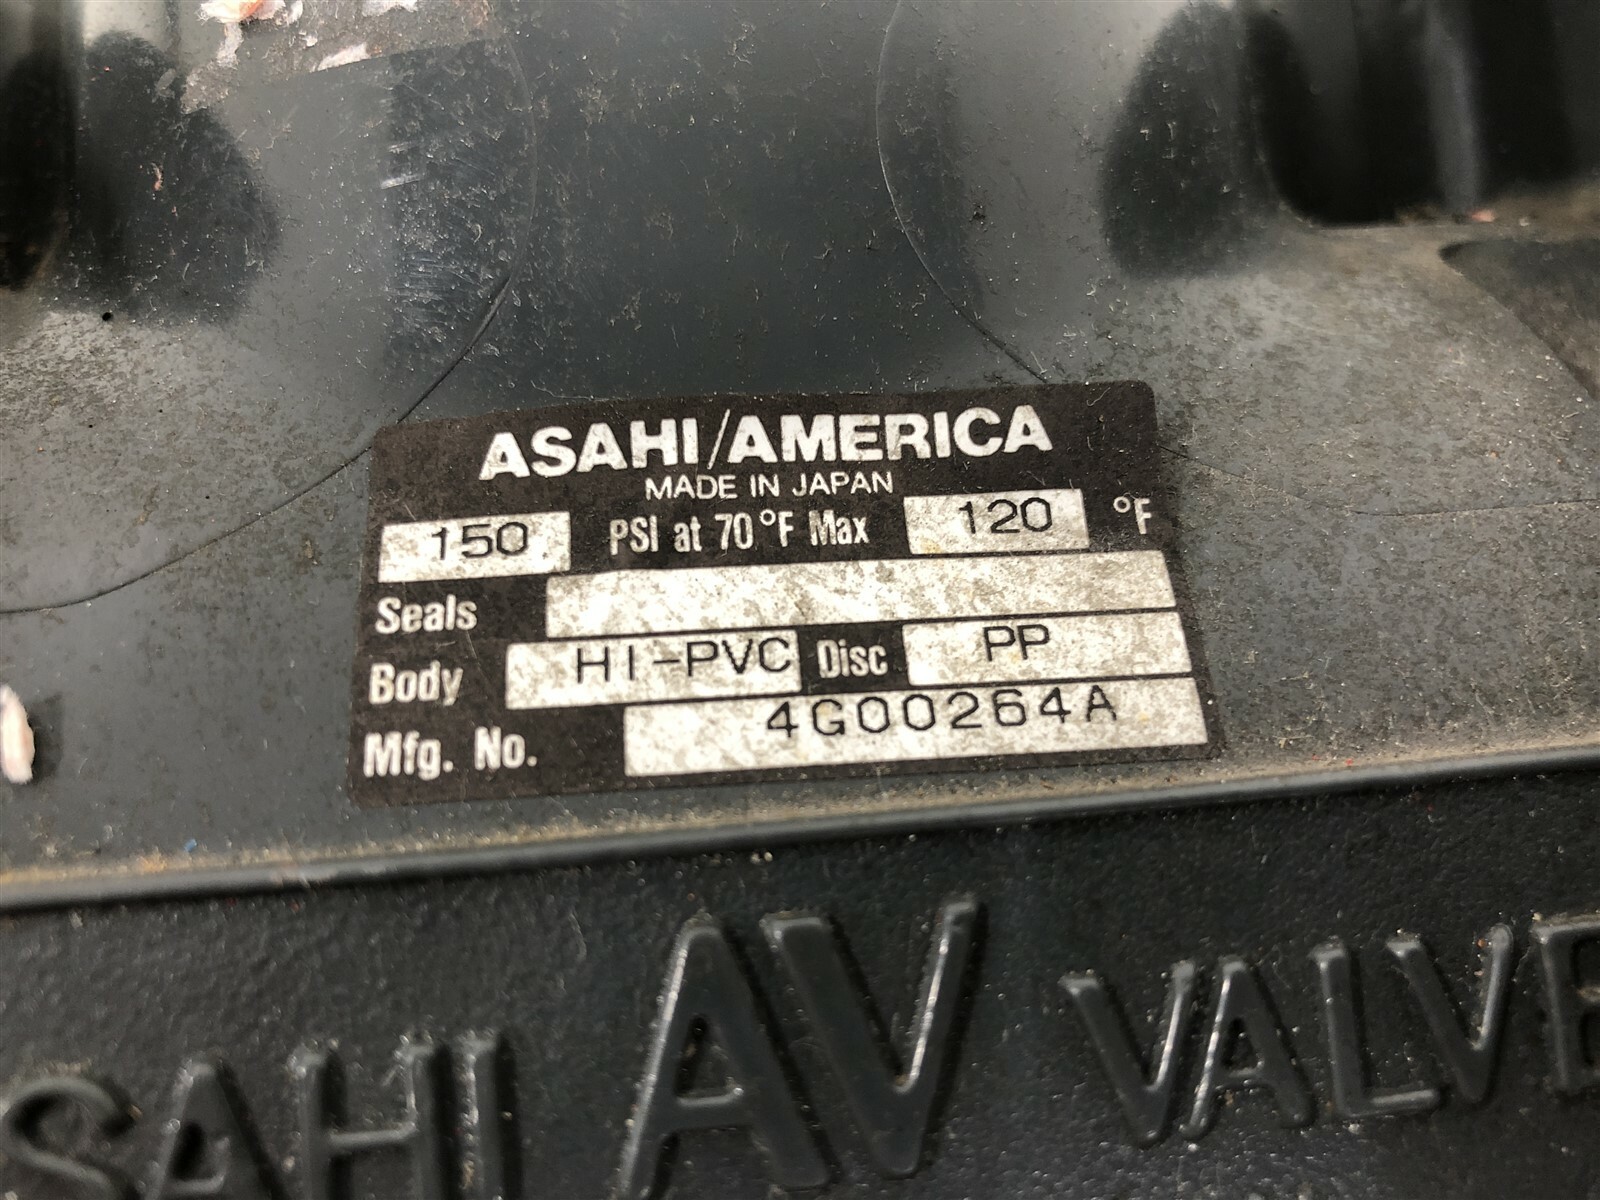 ASAHI/AMERICA
MADE IN JAPAN
150 PSI at 70°F Max 120 °F
Seals
Body HI-PVC Disc PP
Mfg. No. 4G00264A
SAHI AV VALVE